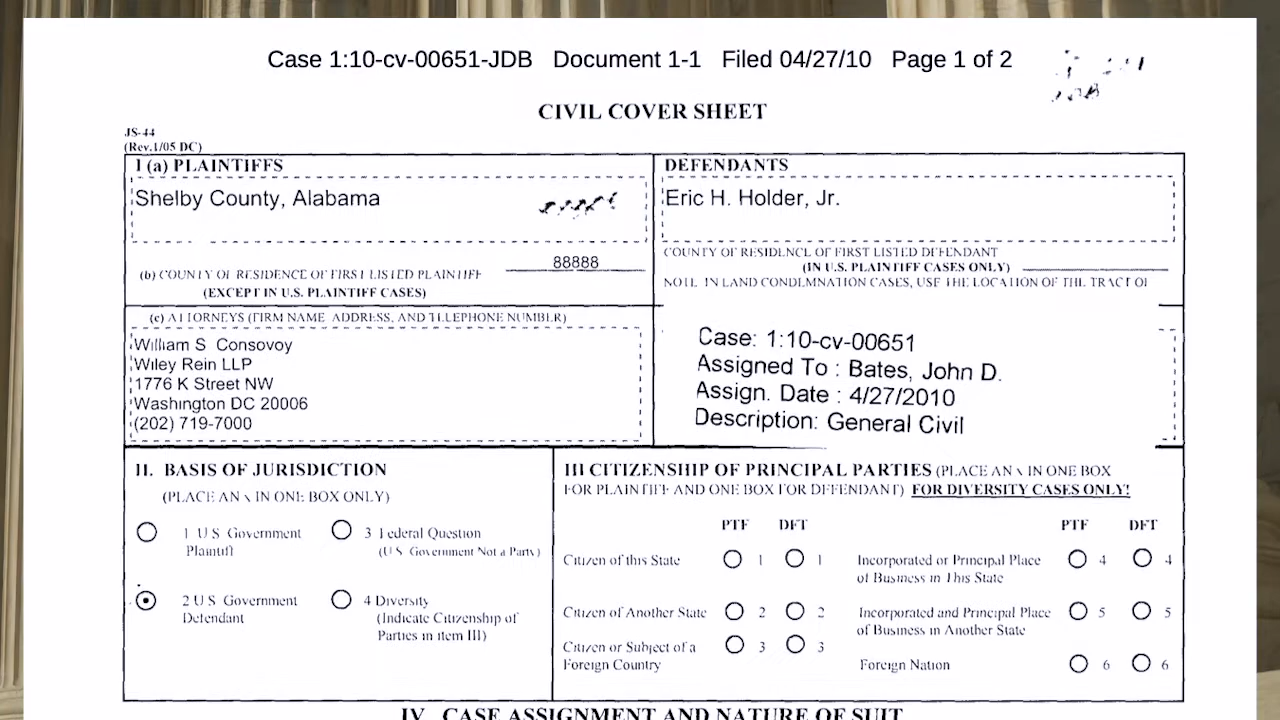 Case 1:10-cv-00651-JDB Document 1-1 Filed 04/27/10 Page 1 of 2
CIVIL COVER SHEET
JS-44
(Rev.1/05 DC)
I (a) PLAINTIFFS
Shelby County, Alabama
88888
(b) COUNTY OF RESIDENCE OF FIRST LISTED PLAINTIFF
(EXCEPT IN U.S. PLAINTIFF CASES)
DEFENDANTS
Eric H. Holder, Jr.
COUNTY OF RESIDENCE OF FIRST LISTED DEFENDANT
(IN U.S. PLAINTIFF CASES ONLY)
NOTE IN LAND CONDEMNATION CASES, USE THE LOCATION OF THE TRACT OF
(c) ATTORNEYS (FIRM NAME ADDRESS, AND TELEPHONE NUMBER)
William S Consovoy
Wiley Rein LLP
1776 K Street NW
Washington DC 20006
(202) 719-7000
Case: 1:10-cv-00651
Assigned To : Bates, John D.
Assign. Date : 4/27/2010
Description: General Civil
II. BASIS OF JURISDICTION
(PLACE AN x IN ONE BOX ONLY)
1 U S Government
Plaintiff
3 Federal Question
(U S Government Not a Party)
2 U S Government
Defendant
4 Diversity
(Indicate Citizenship of
Parties in item III)
III CITIZENSHIP OF PRINCIPAL PARTIES (PLACE AN x IN ONE BOX
FOR PLAINTIFF AND ONE BOX FOR DEFENDANT) FOR DIVERSITY CASES ONLY!
PTF DFT PTF DFT
Citizen of this State 1 1 Incorporated or Principal Place 4 4
of Business in This State
Citizen of Another State 2 2 Incorporated and Principal Place 5 5
of Business in Another State
Citizen or Subject of a 3 3
Foreign Country Foreign Nation 6 6
IV CASE ASSIGNMENT AND NATURE OF SUIT